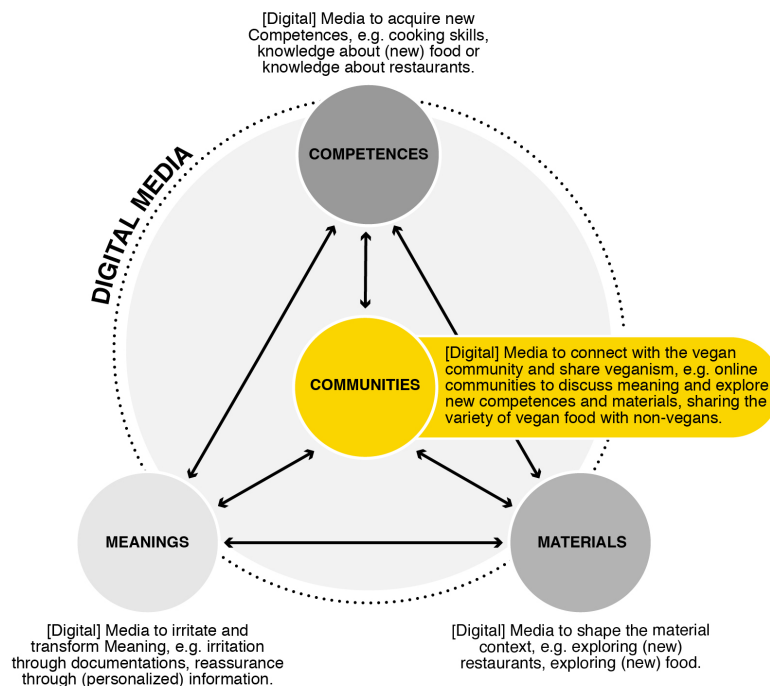 [Digital] Media to acquire new
Competences, e.g. cooking skills,
knowledge about (new) food or
knowledge about restaurants.
COMPETENCES
DIGITAL MEDIA
[Digital] Media to connect with the vegan
community and share veganism, e.g. online
communities to discuss meaning and explore
new competences and materials, sharing the
variety of vegan food with non-vegans.
COMMUNITIES
MEANINGS
MATERIALS
[Digital] Media to irritate and
transform Meaning, e.g. irritation
through documentations, reassurance
through (personalized) information.
[Digital] Media to shape the material
context, e.g. exploring (new)
restaurants, exploring (new) food.